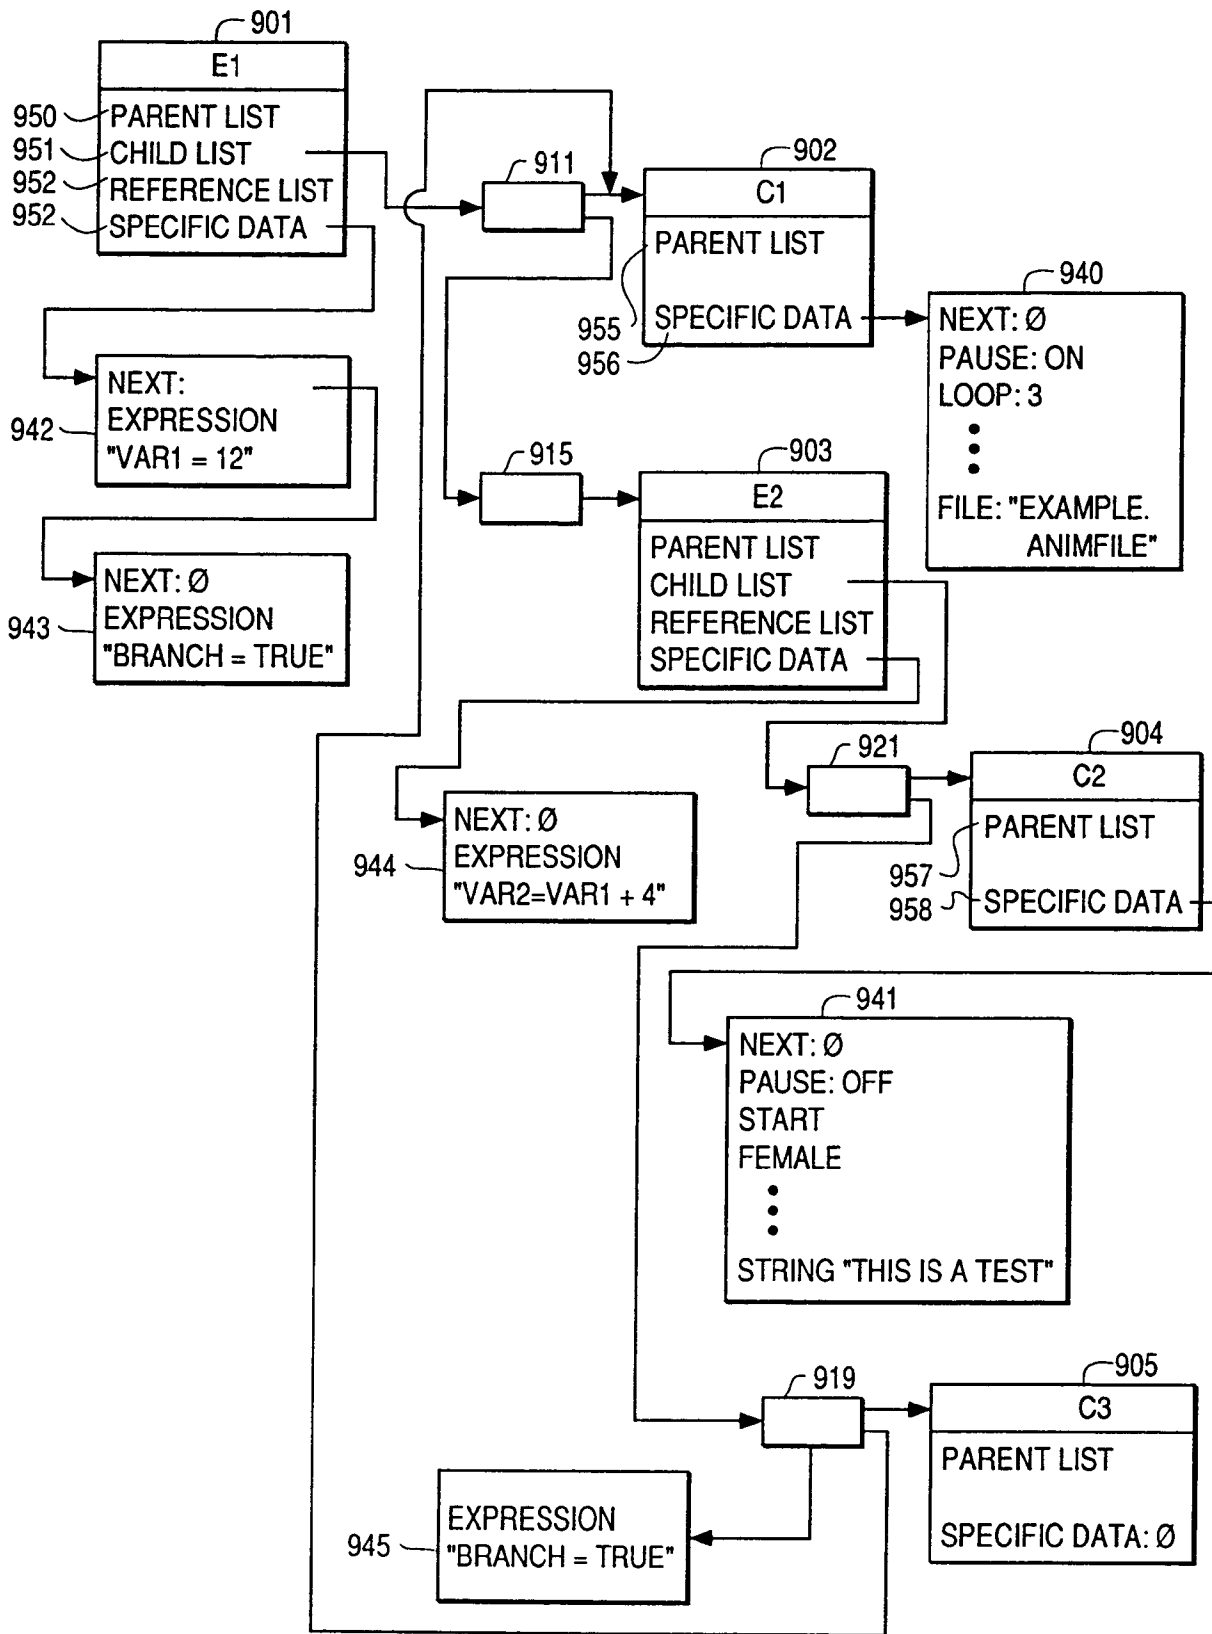 901
E1
950
PARENT LIST
951
CHILD LIST
952
REFERENCE LIST
952
SPECIFIC DATA
911
902
C1
PARENT LIST
955
SPECIFIC DATA
956
940
NEXT: Ø
PAUSE: ON
LOOP: 3
FILE: "EXAMPLE.
ANIMFILE"
942
NEXT:
EXPRESSION
"VAR1 = 12"
915
903
E2
PARENT LIST
CHILD LIST
REFERENCE LIST
SPECIFIC DATA
943
NEXT: Ø
EXPRESSION
"BRANCH = TRUE"
921
904
C2
PARENT LIST
957
958
SPECIFIC DATA
944
NEXT: Ø
EXPRESSION
"VAR2=VAR1 + 4"
941
NEXT: Ø
PAUSE: OFF
START
FEMALE
STRING "THIS IS A TEST"
919
905
C3
PARENT LIST
SPECIFIC DATA: Ø
945
EXPRESSION
"BRANCH = TRUE"